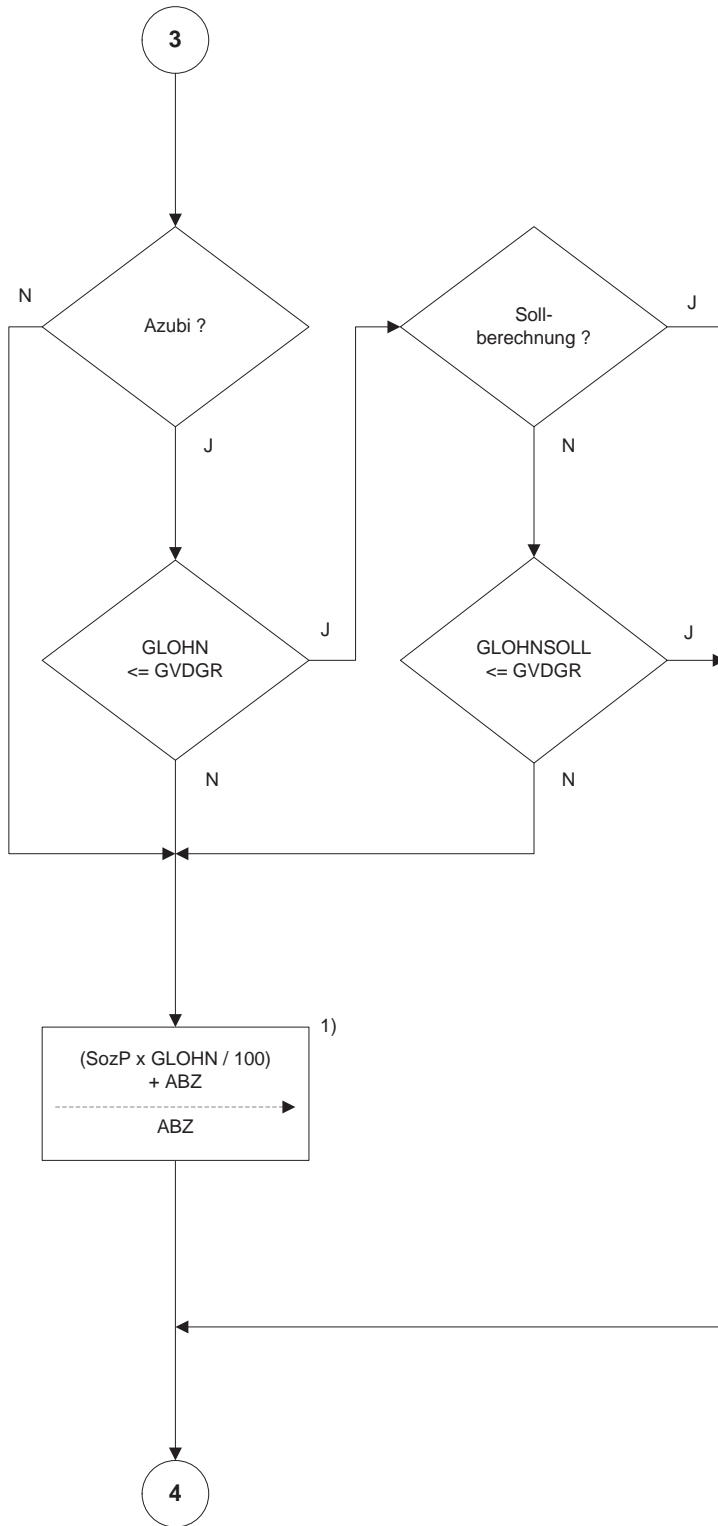 3
N
Azubi ?
J
Soll-
berechnung ?
J
N
GLOHN
<= GVDGR
J
N
GLOHNSOLL
<= GVDGR
J
N
1)
(SozP x GLOHN / 100)
+ ABZ
ABZ
4